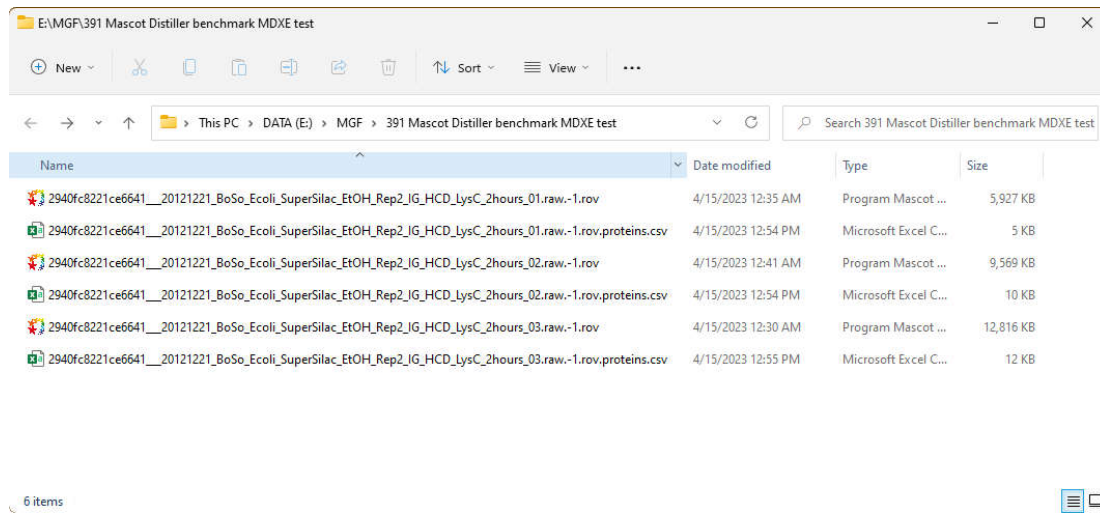 E:\MGF\391 Mascot Distiller benchmark MDXE test
New Sort View
This PC > DATA (E:) > MGF > 391 Mascot Distiller benchmark MDXE test Search 391 Mascot Distiller benchmark MDXE test
Name Date modified Type Size
2940fc8221ce6641___20121221_BoSo_Ecoli_SuperSilac_EtOH_Rep2_IG_HCD_LysC_2hours_01.raw.-1.rov 4/15/2023 12:35 AM Program Mascot ... 5,927 KB
2940fc8221ce6641___20121221_BoSo_Ecoli_SuperSilac_EtOH_Rep2_IG_HCD_LysC_2hours_01.raw.-1.rov.proteins.csv 4/15/2023 12:54 PM Microsoft Excel C... 5 KB
2940fc8221ce6641___20121221_BoSo_Ecoli_SuperSilac_EtOH_Rep2_IG_HCD_LysC_2hours_02.raw.-1.rov 4/15/2023 12:41 AM Program Mascot ... 9,569 KB
2940fc8221ce6641___20121221_BoSo_Ecoli_SuperSilac_EtOH_Rep2_IG_HCD_LysC_2hours_02.raw.-1.rov.proteins.csv 4/15/2023 12:54 PM Microsoft Excel C... 10 KB
2940fc8221ce6641___20121221_BoSo_Ecoli_SuperSilac_EtOH_Rep2_IG_HCD_LysC_2hours_03.raw.-1.rov 4/15/2023 12:30 AM Program Mascot ... 12,816 KB
2940fc8221ce6641___20121221_BoSo_Ecoli_SuperSilac_EtOH_Rep2_IG_HCD_LysC_2hours_03.raw.-1.rov.proteins.csv 4/15/2023 12:55 PM Microsoft Excel C... 12 KB
6 items